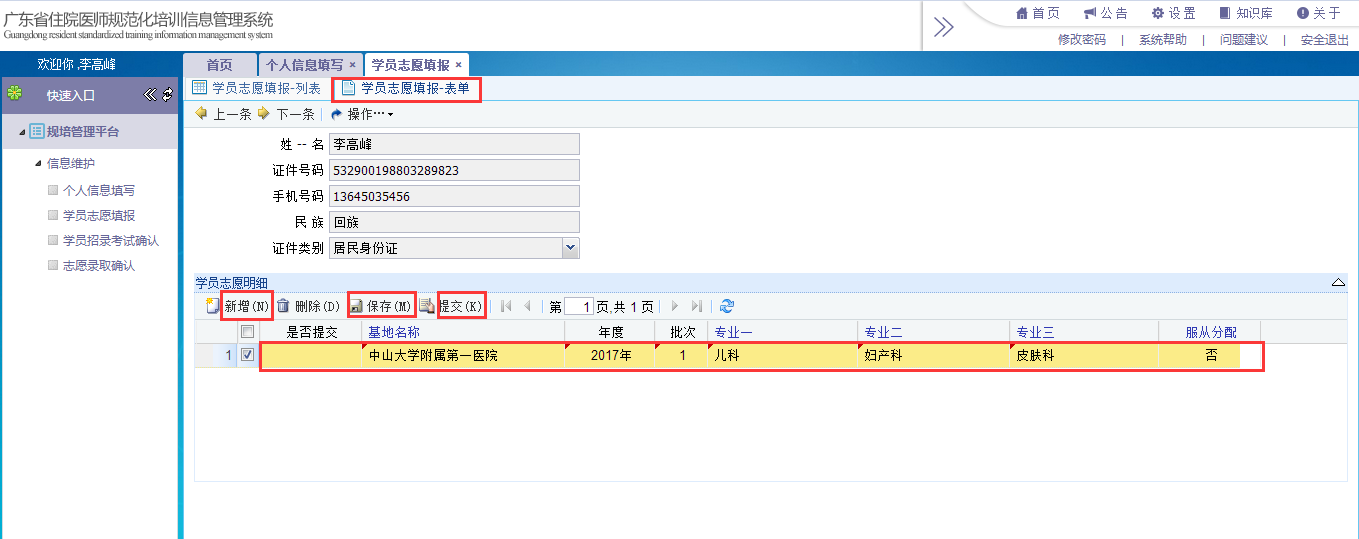 广东省住院医师规范化培训信息管理系统
Guangdong resident standardized training information management system
首页 公告 设置 知识库 关于
修改密码 | 系统帮助 | 问题建议 | 安全退出
欢迎你 ,李高峰
首页 个人信息填写 × 学员志愿填报 ×
快速入口
学员志愿填报-列表 学员志愿填报-表单
上一条 下一条 操作…
规培管理平台
信息维护
个人信息填写
学员志愿填报
学员招录考试确认
志愿录取确认
姓 -- 名 李高峰
证件号码 532900198803289823
手机号码 13645035456
民 族 回族
证件类别 居民身份证
学员志愿明细
新增(N) 删除(D) 保存(M) 提交(K) 第 1 页,共 1 页
是否提交 基地名称 年度 批次 专业一 专业二 专业三 服从分配
1 中山大学附属第一医院 2017年 1 儿科 妇产科 皮肤科 否